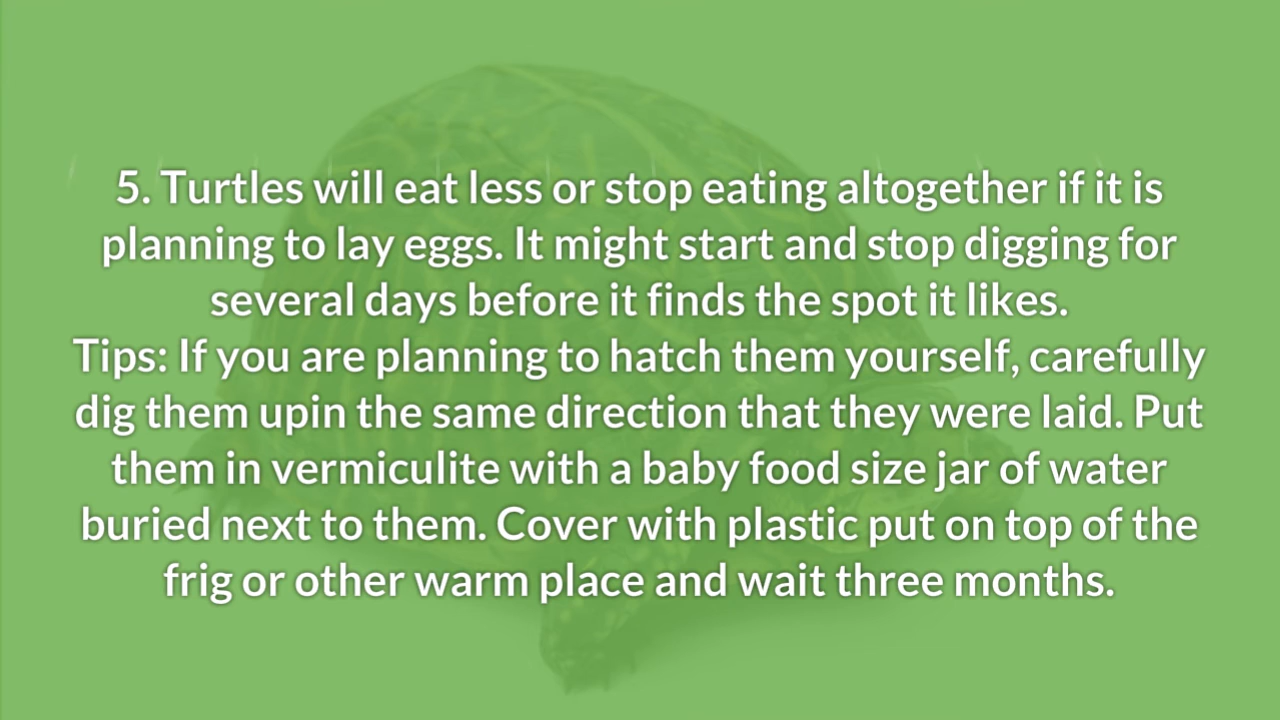 5. Turtles will eat less or stop eating altogether if it is
planning to lay eggs. It might start and stop digging for
several days before it finds the spot it likes.
Tips: If you are planning to hatch them yourself, carefully
dig them upin the same direction that they were laid. Put
them in vermiculite with a baby food size jar of water
buried next to them. Cover with plastic put on top of the
frig or other warm place and wait three months.